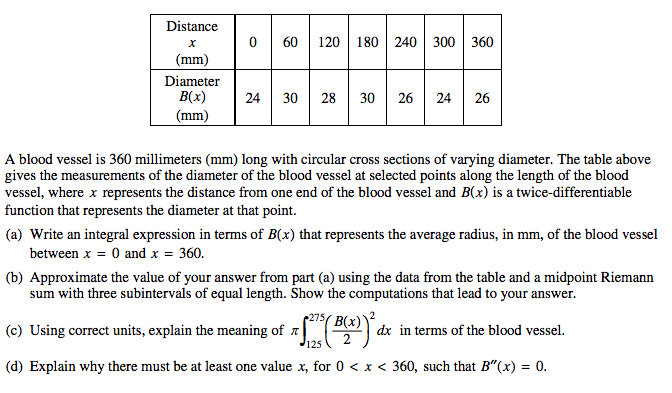 Distance
x
(mm)
0 60 120 180 240 300 360
Diameter
B(x)
(mm)
24 30 28 30 26 24 26
A blood vessel is 360 millimeters (mm) long with circular cross sections of varying diameter. The table above
gives the measurements of the diameter of the blood vessel at selected points along the length of the blood
vessel, where x represents the distance from one end of the blood vessel and B(x) is a twice-differentiable
function that represents the diameter at that point.
(a) Write an integral expression in terms of B(x) that represents the average radius, in mm, of the blood vessel
between x = 0 and x = 360.
(b) Approximate the value of your answer from part (a) using the data from the table and a midpoint Riemann
sum with three subintervals of equal length. Show the computations that lead to your answer.
(c) Using correct units, explain the meaning of π∫₁₂₅²⁷⁵ (B(x)/2)² dx in terms of the blood vessel.
(d) Explain why there must be at least one value x, for 0 < x < 360, such that B″(x) = 0.